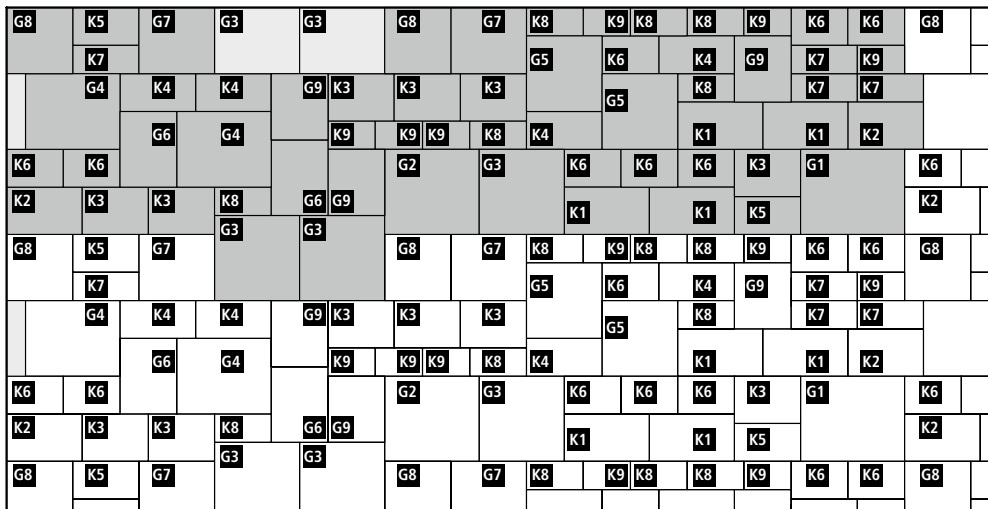 G8 K5 G7 G3 G3 G8 G7 K8 K9 K8 K8 K9 K6 K6 G8
K7 G5 K6 K4 G9 K7 K9
G4 K4 K4 G9 K3 K3 K3 G5 K8 K7 K7
G6 G4 K9 K9 K9 K8 K4 K1 K1 K2
K6 K6 G2 G3 K6 K6 K6 K3 G1 K6
K2 K3 K3 K8 G6 G9 K1 K1 K5 K2
G3 G3
G8 K5 G7 G8 G7 K8 K9 K8 K8 K9 K6 K6 G8
K7 G5 K6 K4 G9 K7 K9
G4 K4 K4 G9 K3 K3 K3 G5 K8 K7 K7
G6 G4 K9 K9 K9 K8 K4 K1 K1 K2
K6 K6 G2 G3 K6 K6 K6 K3 G1 K6
K2 K3 K3 K8 G6 G9 K1 K1 K5 K2
G3 G3
G8 K5 G7 G8 G7 K8 K9 K8 K8 K9 K6 K6 G8